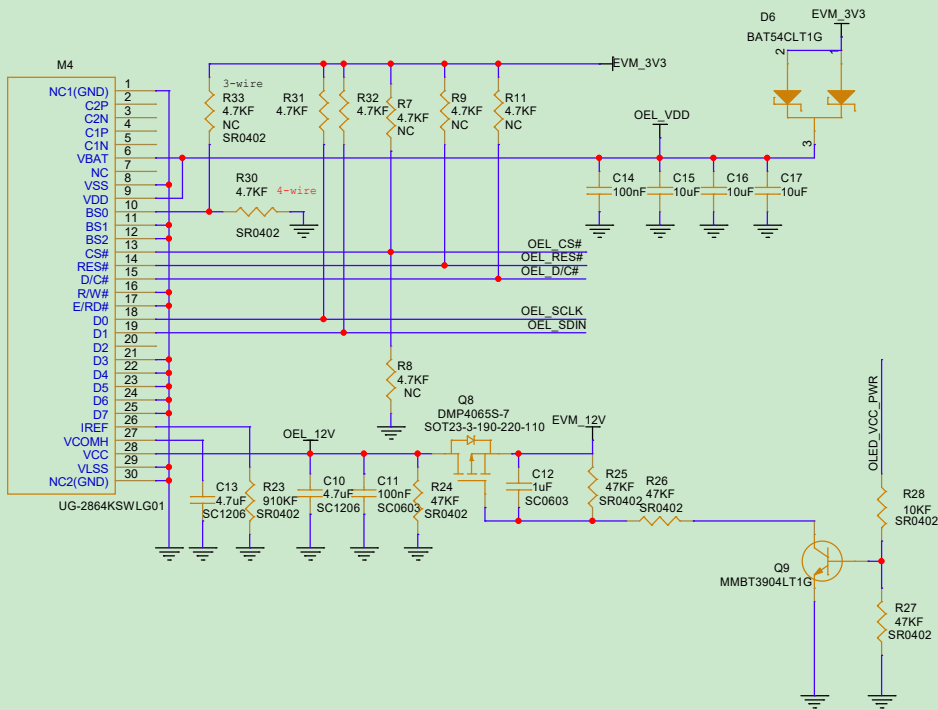 D6
EVM_3V3
BAT54CLT1G
2
1
3
M4
EVM_3V3
3-wire
R33
4.7KF
NC
SR0402
R31
4.7KF
R32
4.7KF
R7
4.7KF
NC
R9
4.7KF
NC
R11
4.7KF
NC
OEL_VDD
C14
100nF
C15
10uF
C16
10uF
C17
10uF
R30
4.7KF
4-wire
SR0402
NC1(GND) 1
C2P 2
C2N 3
C1P 4
C1N 5
VBAT 6
NC 7
VSS 8
VDD 9
BS0 10
BS1 11
BS2 12
CS# 13
RES# 14
D/C# 15
R/W# 16
E/RD# 17
D0 18
D1 19
D2 20
D3 21
D4 22
D5 23
D6 24
D7 25
IREF 26
VCOMH 27
VCC 28
VLSS 29
NC2(GND) 30
UG-2864KSWLG01
OEL_CS#
OEL_RES#
OEL_D/C#
OEL_SCLK
OEL_SDIN
R8
4.7KF
NC
Q8
DMP4065S-7
SOT23-3-190-220-110
OEL_12V
EVM_12V
C13
4.7uF
SC1206
R23
910KF
SR0402
C10
4.7uF
SC1206
C11
100nF
SC0603
R24
47KF
SR0402
C12
1uF
SC0603
R25
47KF
SR0402
R26
47KF
SR0402
OLED_VCC_PWR
R28
10KF
SR0402
Q9
MMBT3904LT1G
R27
47KF
SR0402